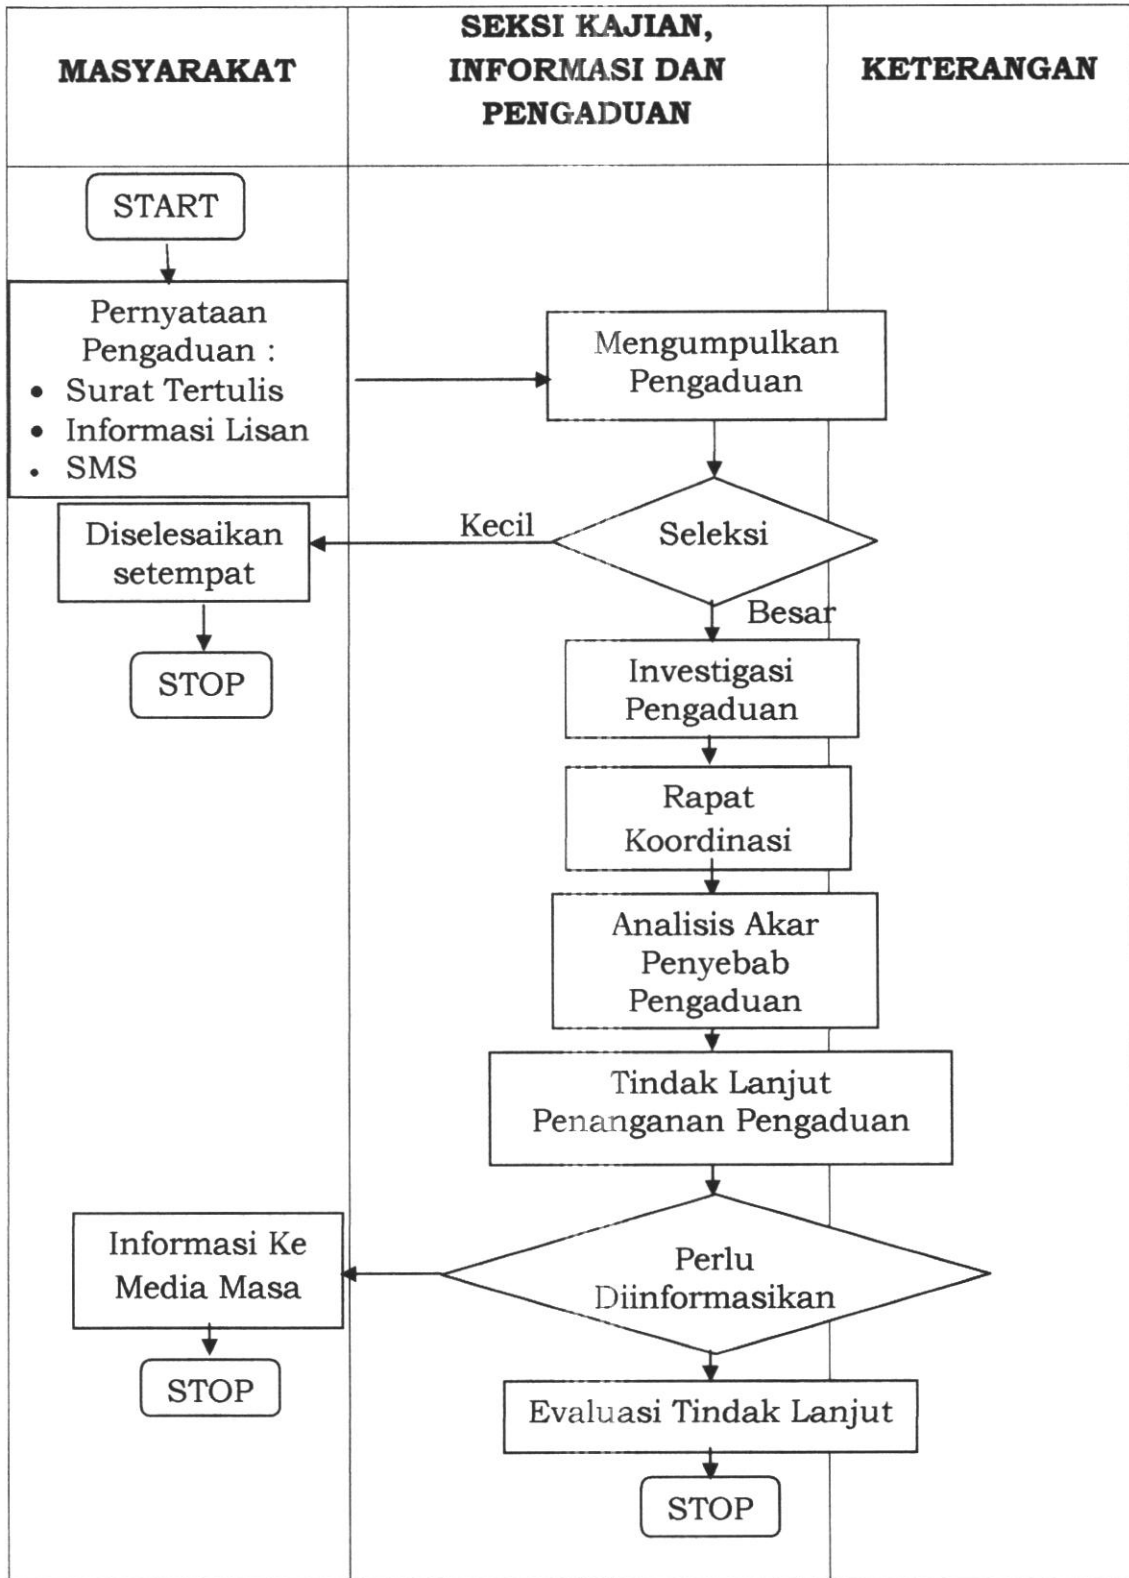 MASYARAKAT
SEKSI KAJIAN,
INFORMASI DAN
PENGADUAN
KETERANGAN
START
Pernyataan
Pengaduan :
• Surat Tertulis
• Informasi Lisan
• SMS
Mengumpulkan
Pengaduan
Seleksi
Kecil
Diselesaikan
setempat
STOP
Besar
Investigasi
Pengaduan
Rapat
Koordinasi
Analisis Akar
Penyebab
Pengaduan
Tindak Lanjut
Penanganan Pengaduan
Perlu
Diinformasikan
Informasi Ke
Media Masa
STOP
Evaluasi Tindak Lanjut
STOP